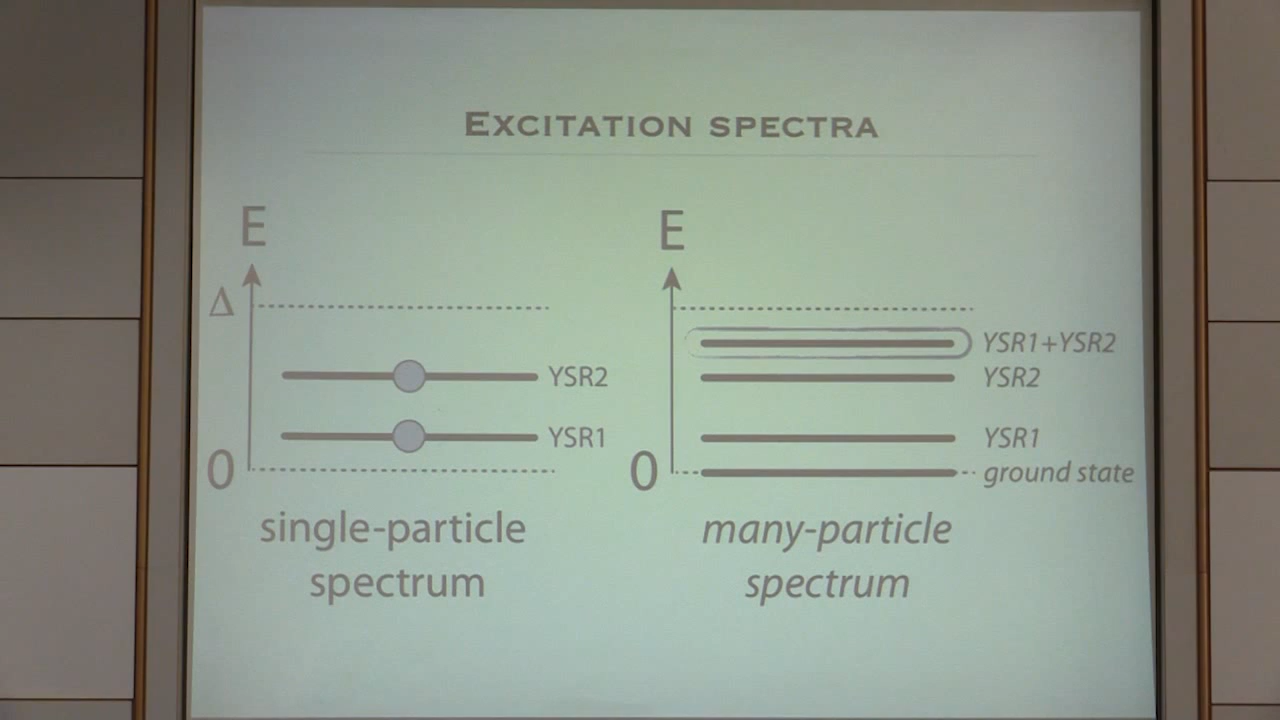 EXCITATION SPECTRA
E
Δ
YSR2
YSR1
0
single-particle
spectrum
E
YSR1+YSR2
YSR2
YSR1
0
ground state
many-particle
spectrum